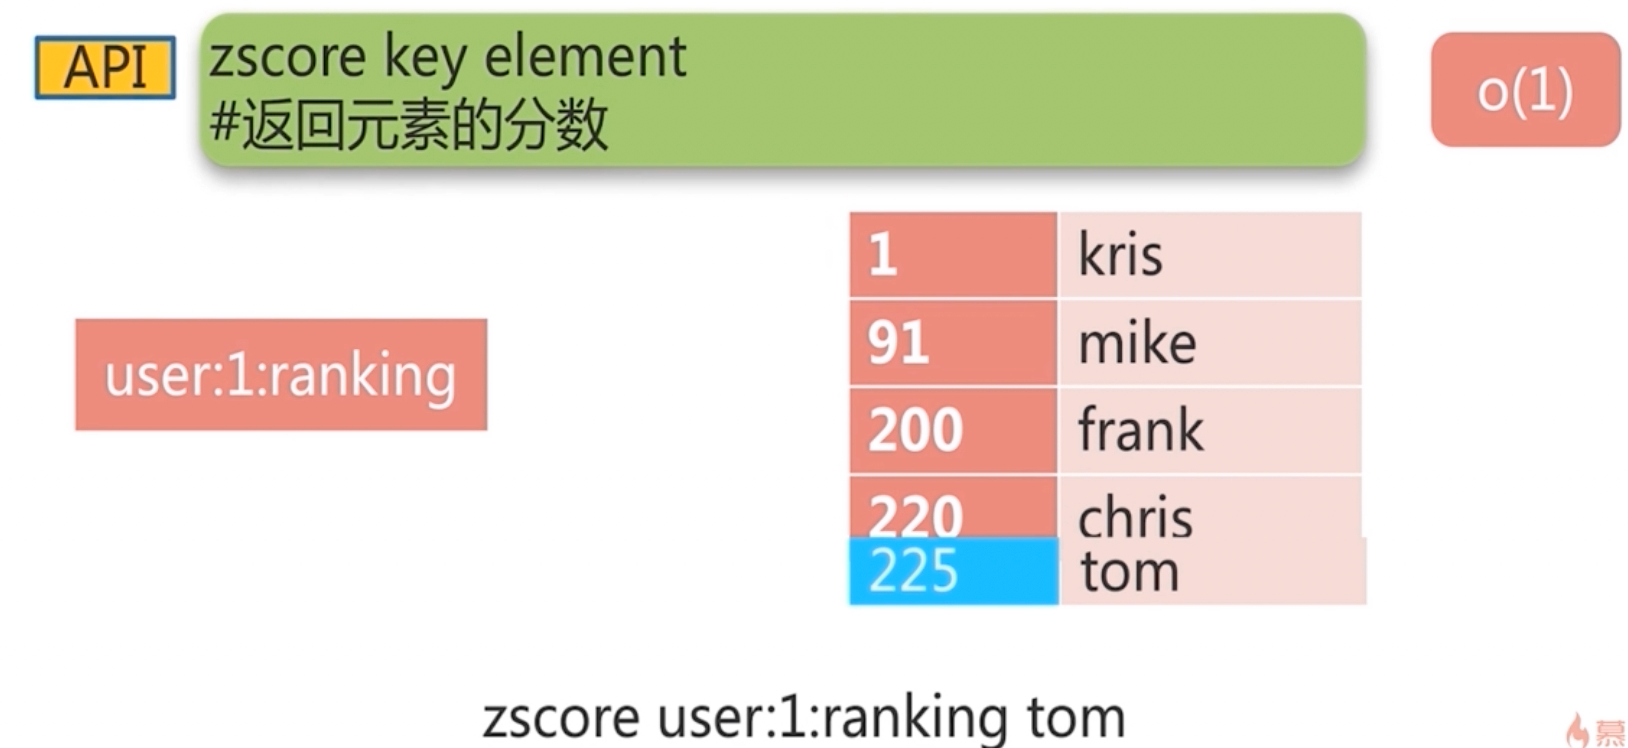 API
zscore key element
#返回元素的分数
o(1)
1 kris
91 mike
user:1:ranking
200 frank
220 chris
225 tom
zscore user:1:ranking tom
慕